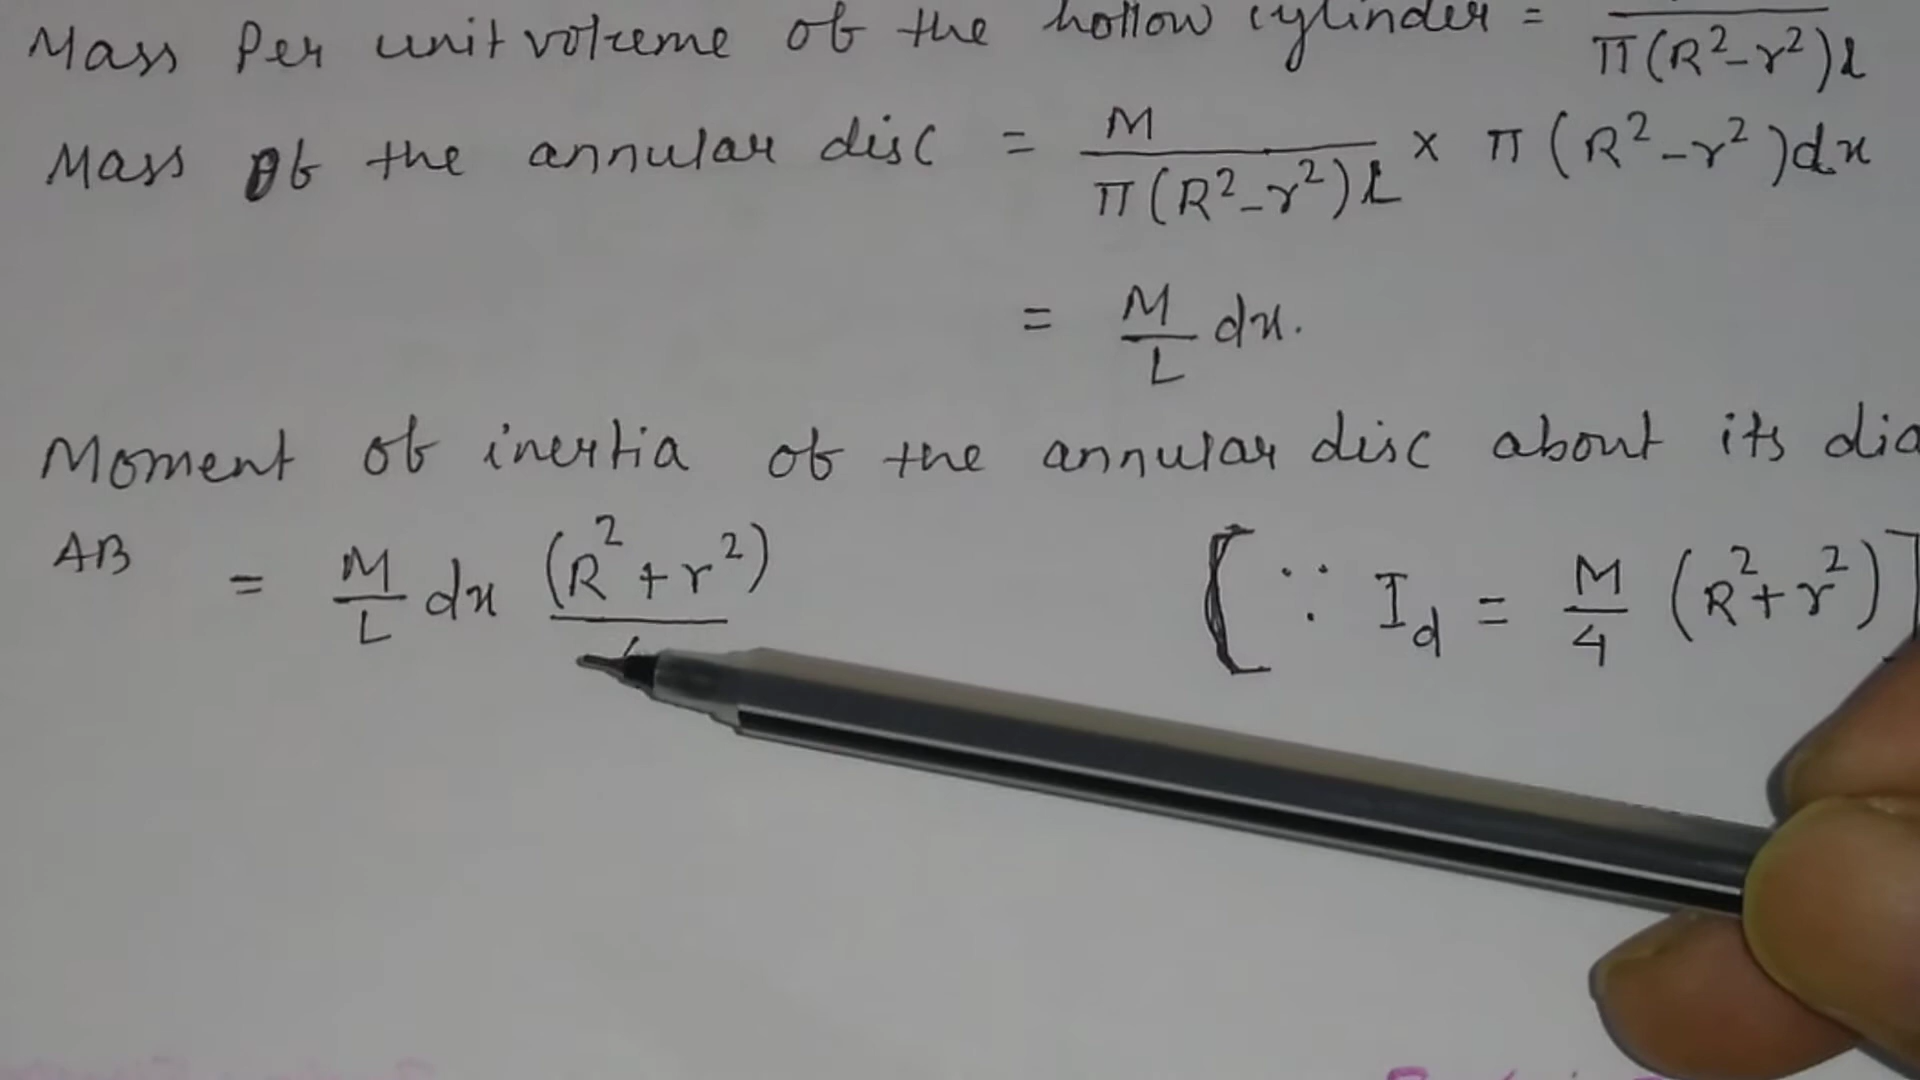 Mass Per unit volume of the hollow cylinder = / π(R²-r²)l
Mass Of the annular disc = M / π(R²-r²)l × π(R²-r²)dx
= M/L dx.
Moment of inertia of the annular disc about its dia
AB = M/L dx (R²+r²)/4 [∵ I_d = M/4 (R²+r²)]